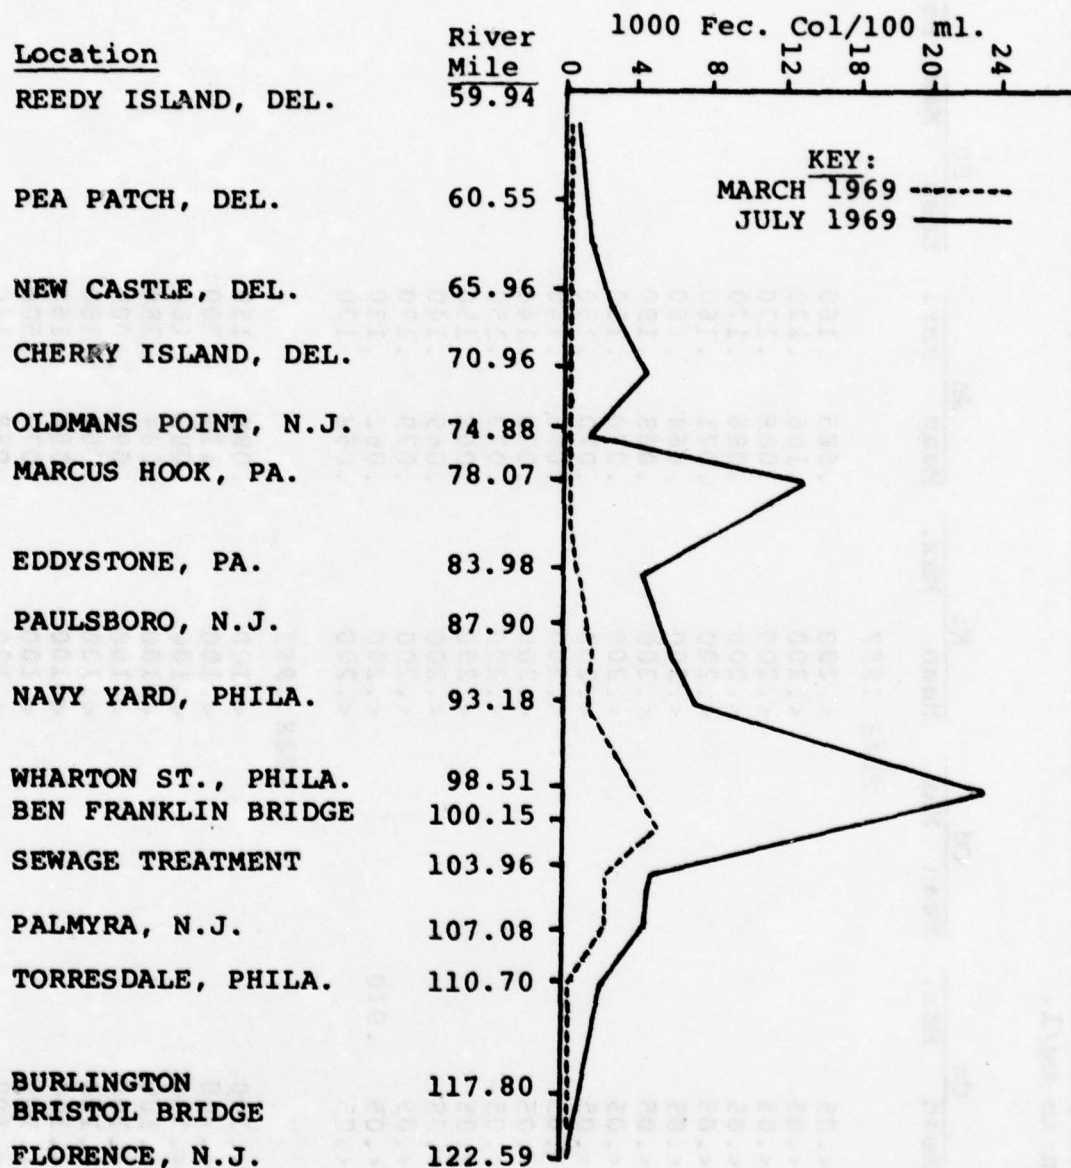 1000 Fec. Col/100 ml.
Location
River
Mile
0 4 8 12 18 20 24
REEDY ISLAND, DEL. 59.94
KEY:
MARCH 1969
JULY 1969
PEA PATCH, DEL. 60.55
NEW CASTLE, DEL. 65.96
CHERRY ISLAND, DEL. 70.96
OLDMANS POINT, N.J. 74.88
MARCUS HOOK, PA. 78.07
EDDYSTONE, PA. 83.98
PAULSBORO, N.J. 87.90
NAVY YARD, PHILA. 93.18
WHARTON ST., PHILA. 98.51
BEN FRANKLIN BRIDGE 100.15
SEWAGE TREATMENT 103.96
PALMYRA, N.J. 107.08
TORRESDALE, PHILA. 110.70
BURLINGTON 117.80
BRISTOL BRIDGE
FLORENCE, N.J. 122.59